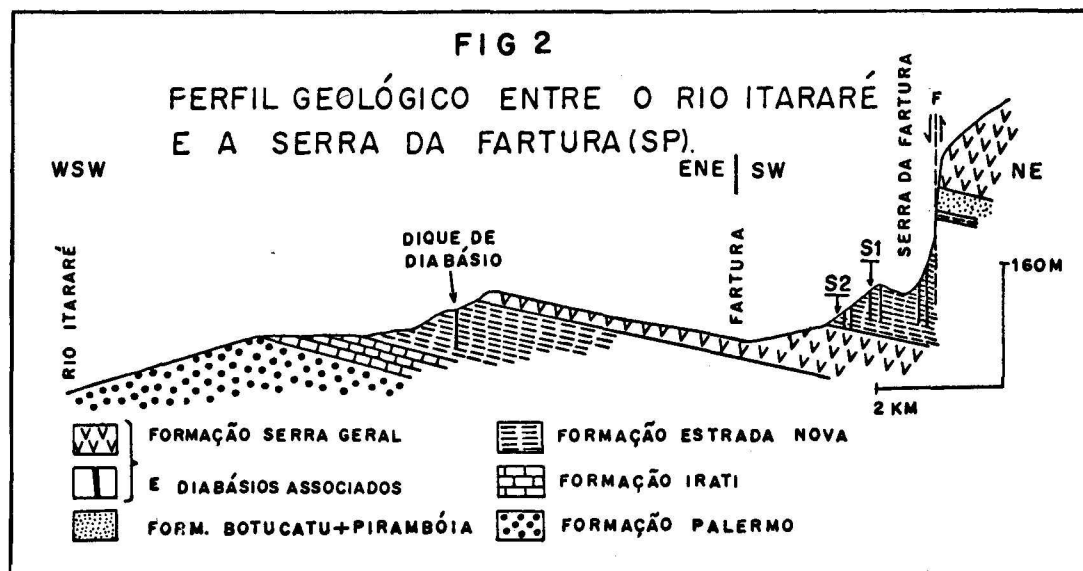 FIG 2
PERFIL GEOLÓGICO ENTRE O RIO ITARARÉ
E A SERRA DA FARTURA(SP).
WSW
ENE | SW
NE
F
SERRA DA FARTURA
RIO ITARARÉ
DIQUE DE
DIABÁSIO
FARTURA
S2
S1
160M
2 KM
FORMAÇÃO SERRA GERAL
E DIABÁSIOS ASSOCIADOS
FORM. BOTUCATU+PIRAMBÓIA
FORMAÇÃO ESTRADA NOVA
FORMAÇÃO IRATI
FORMAÇÃO PALERMO